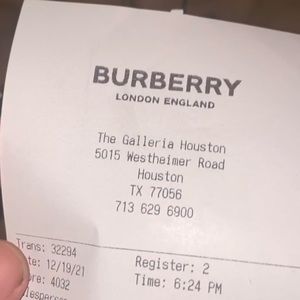 BURBERRY
LONDON ENGLAND
The Galleria Houston
5015 Westheimer Road
Houston
TX 77056
713 629 6900
Trans: 32294
Register: 2
te: 12/19/21
Time: 6:24 PM
ore: 4032